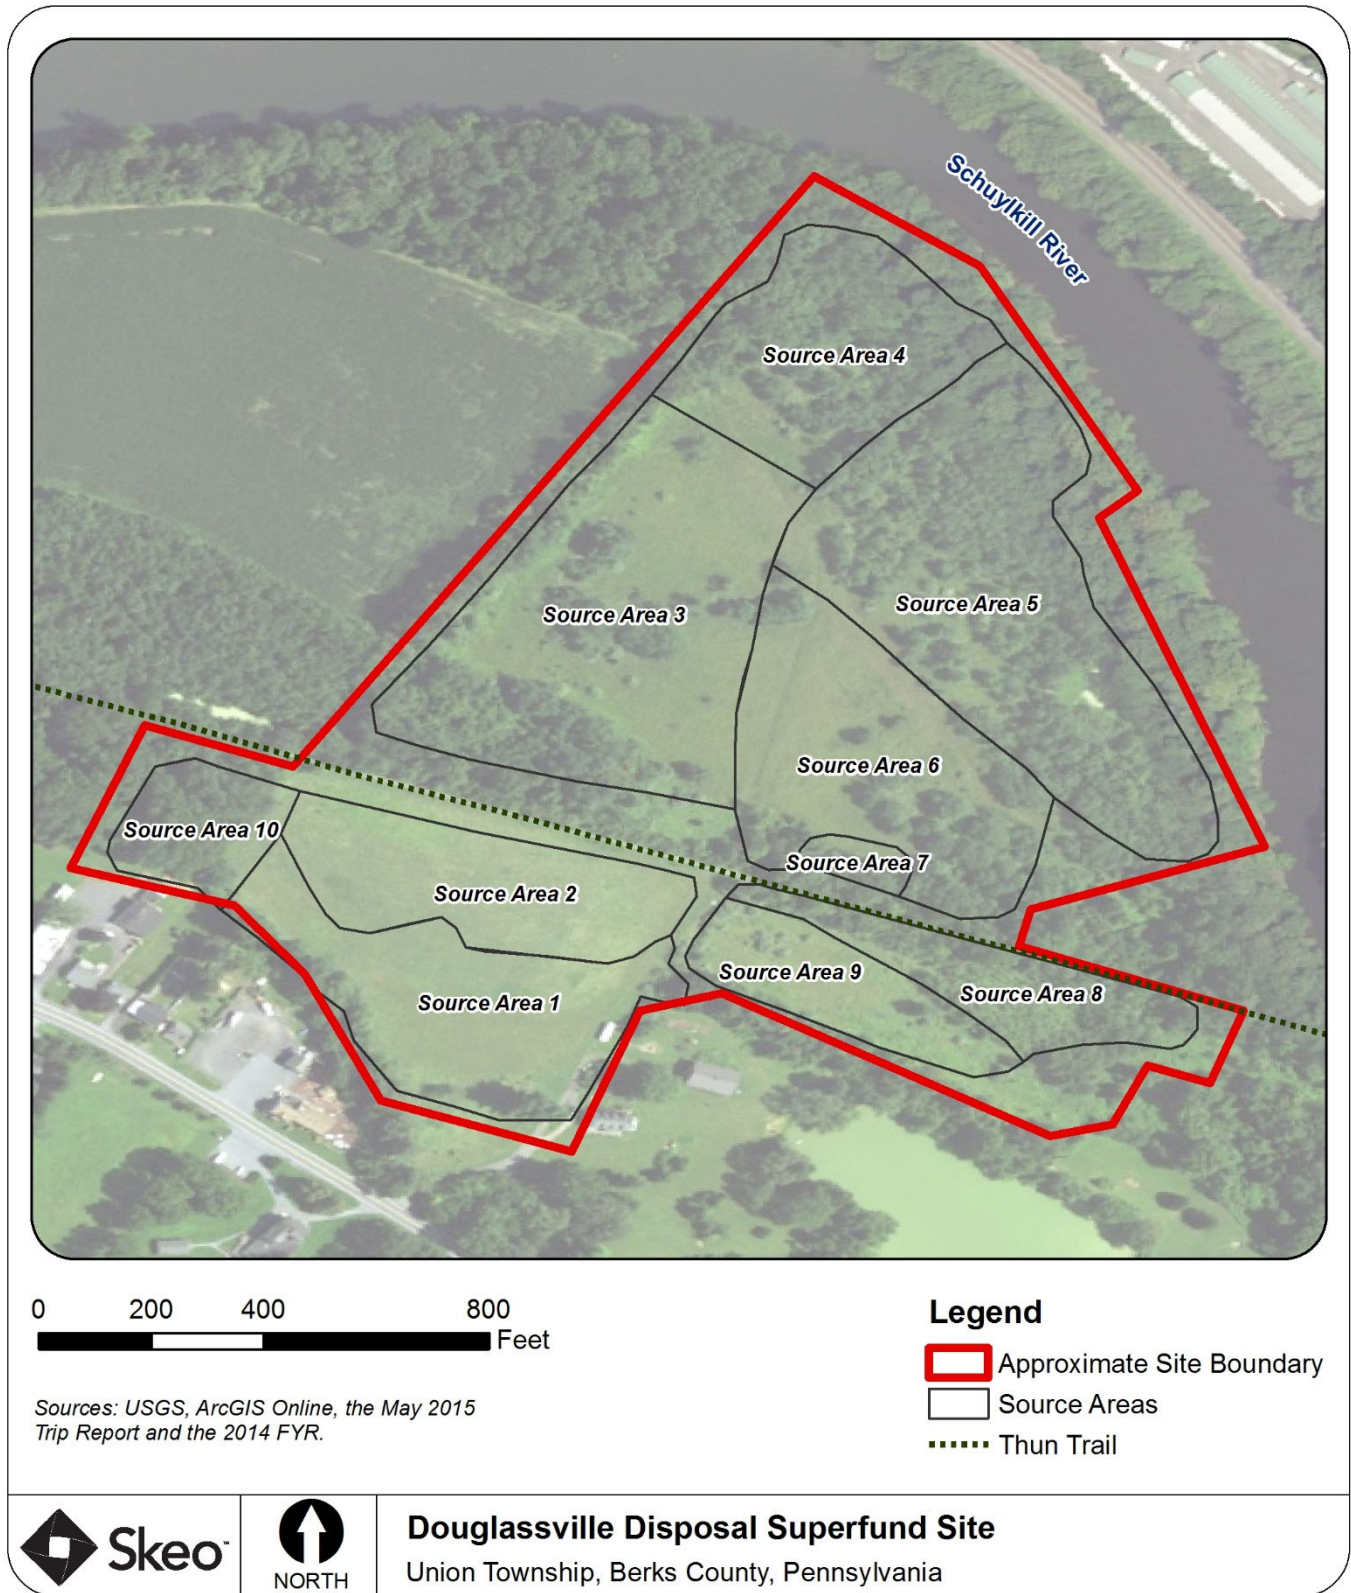 Schuylkill River
Source Area 4
Source Area 3
Source Area 5
Source Area 6
Source Area 10
Source Area 7
Source Area 2
Source Area 9
Source Area 8
Source Area 1
0 200 400 800
Feet
Sources: USGS, ArcGIS Online, the May 2015
Trip Report and the 2014 FYR.
Legend
Approximate Site Boundary
Source Areas
Thun Trail
Skeo™
NORTH
Douglassville Disposal Superfund Site
Union Township, Berks County, Pennsylvania